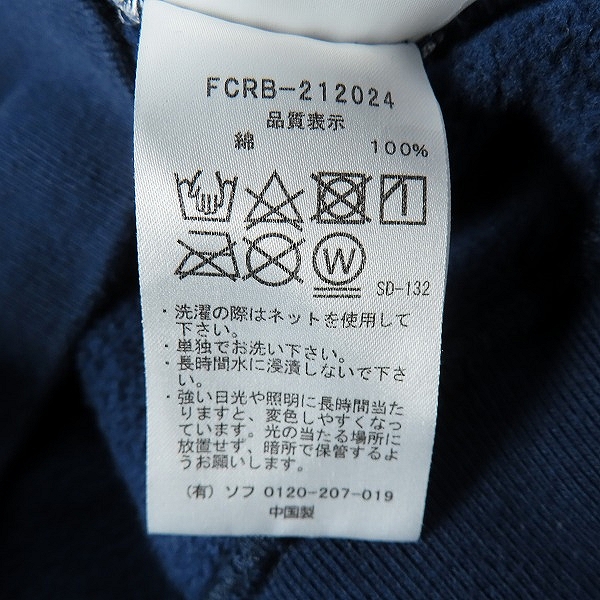 FCRB-212024
品質表示
綿 100%
W
SD-132
・洗濯の際はネットを使用して
下さい。
・単独でお洗い下さい。
・長時間水に浸漬しないで下さ
い。
・強い日光や照明に長時間当た
りますと、変色しやすくなっ
ています。光の当たる場所に
放置せず、暗所で保管するよ
うお願いします。
(有) ソフ 0120-207-019
中国製